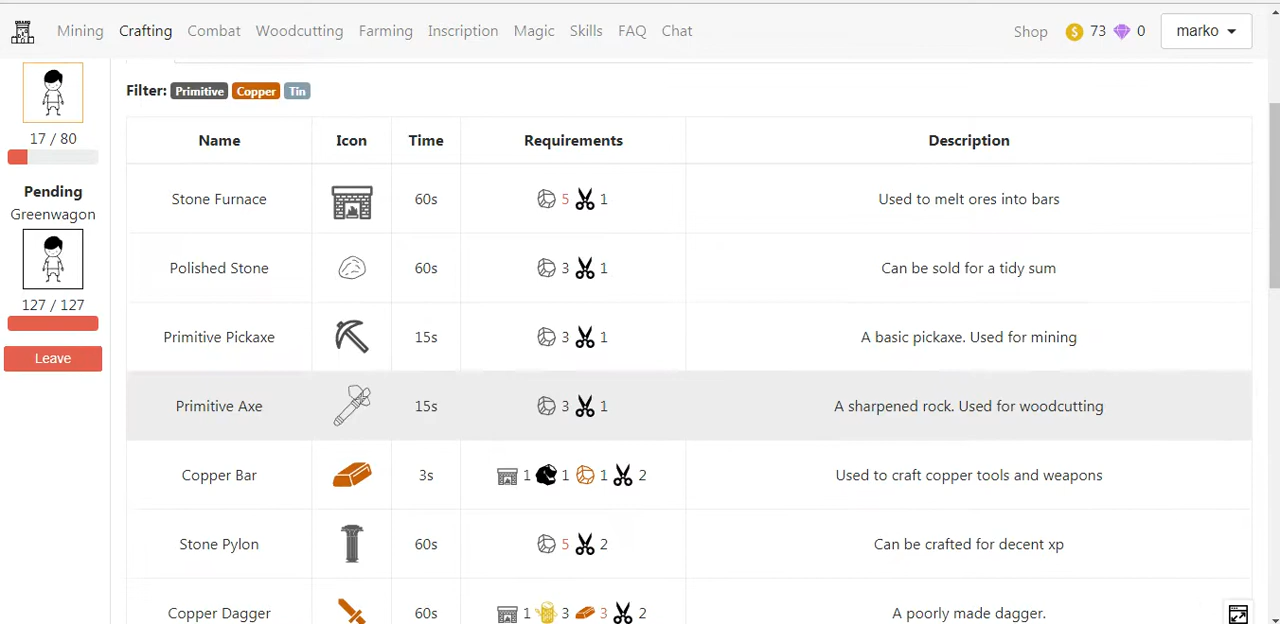 Mining Crafting Combat Woodcutting Farming Inscription Magic Skills FAQ Chat Shop 73 0 marko
17 / 80
Pending
Greenwagon
127 / 127
Leave
Filter: Primitive Copper Tin
Name Icon Time Requirements Description
Stone Furnace 60s 5 1 Used to melt ores into bars
Polished Stone 60s 3 1 Can be sold for a tidy sum
Primitive Pickaxe 15s 3 1 A basic pickaxe. Used for mining
Primitive Axe 15s 3 1 A sharpened rock. Used for woodcutting
Copper Bar 3s 1 1 1 2 Used to craft copper tools and weapons
Stone Pylon 60s 5 2 Can be crafted for decent xp
Copper Dagger 60s 1 3 3 2 A poorly made dagger.